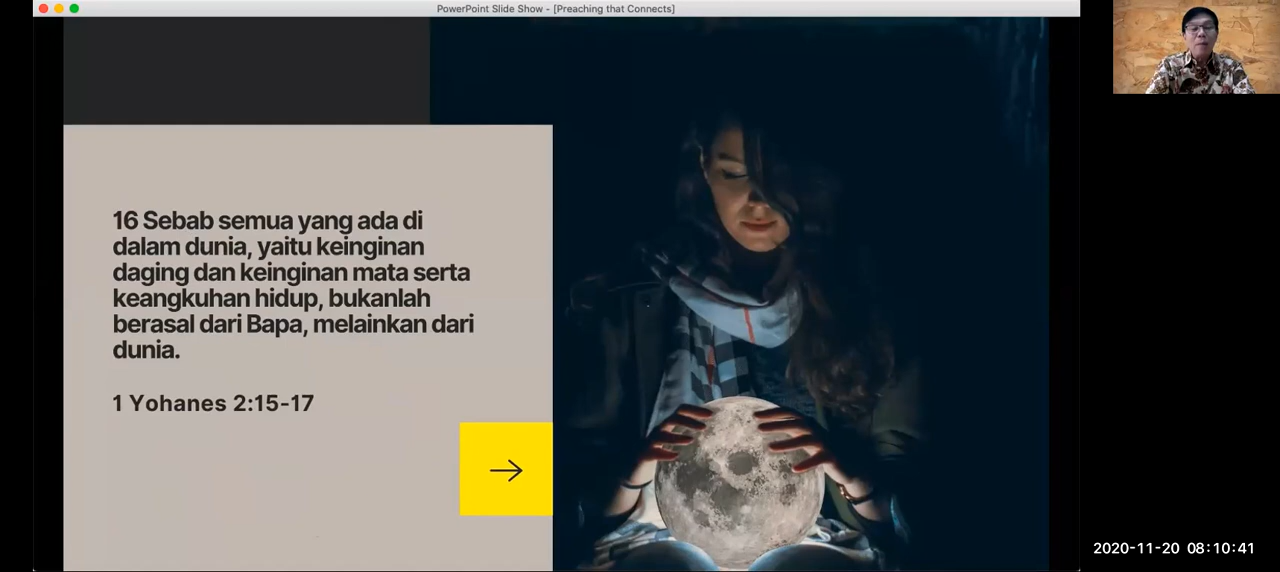 PowerPoint Slide Show - [Preaching that Connects]
16 Sebab semua yang ada di
dalam dunia, yaitu keinginan
daging dan keinginan mata serta
keangkuhan hidup, bukanlah
berasal dari Bapa, melainkan dari
dunia.
1 Yohanes 2:15-17
2020-11-20 08:10:41